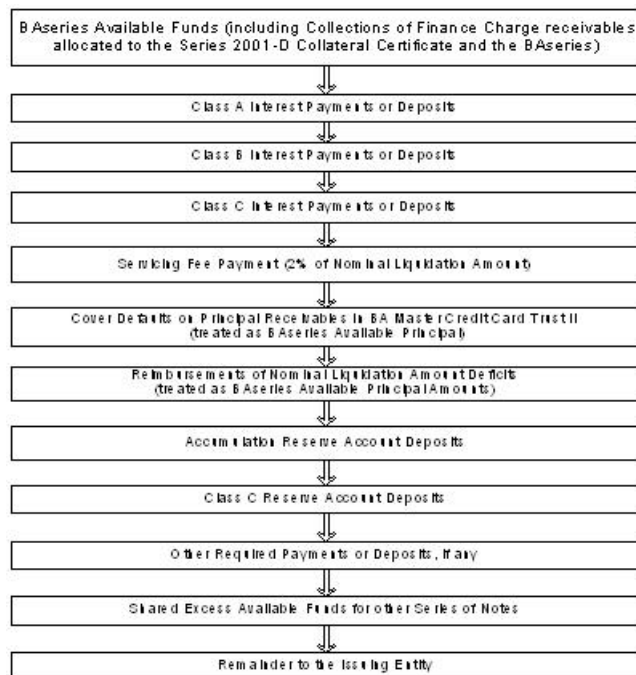 BAseries Available Funds (including Collections of Finance Charge receivables
allocated to the Series 2001-D Collateral Certificate and the BAseries)
Class A Interest Payments or Deposits
Class B Interest Payments or Deposits
Class C Interest Payments or Deposits
Servicing Fee Payment (2% of Nominal Liquidation Amount)
Cover Defaults on Principal Receivables in BA Master Credit Card Trust II
(treated as BAseries Available Principal)
Reimbursements of Nominal Liquidation Amount Deficits
(treated as BAseries Available Principal Amounts)
Accumulation Reserve Account Deposits
Class C Reserve Account Deposits
Other Required Payments or Deposits, if any
Shared Excess Available Funds for other Series of Notes
Remainder to the Issuing Entity